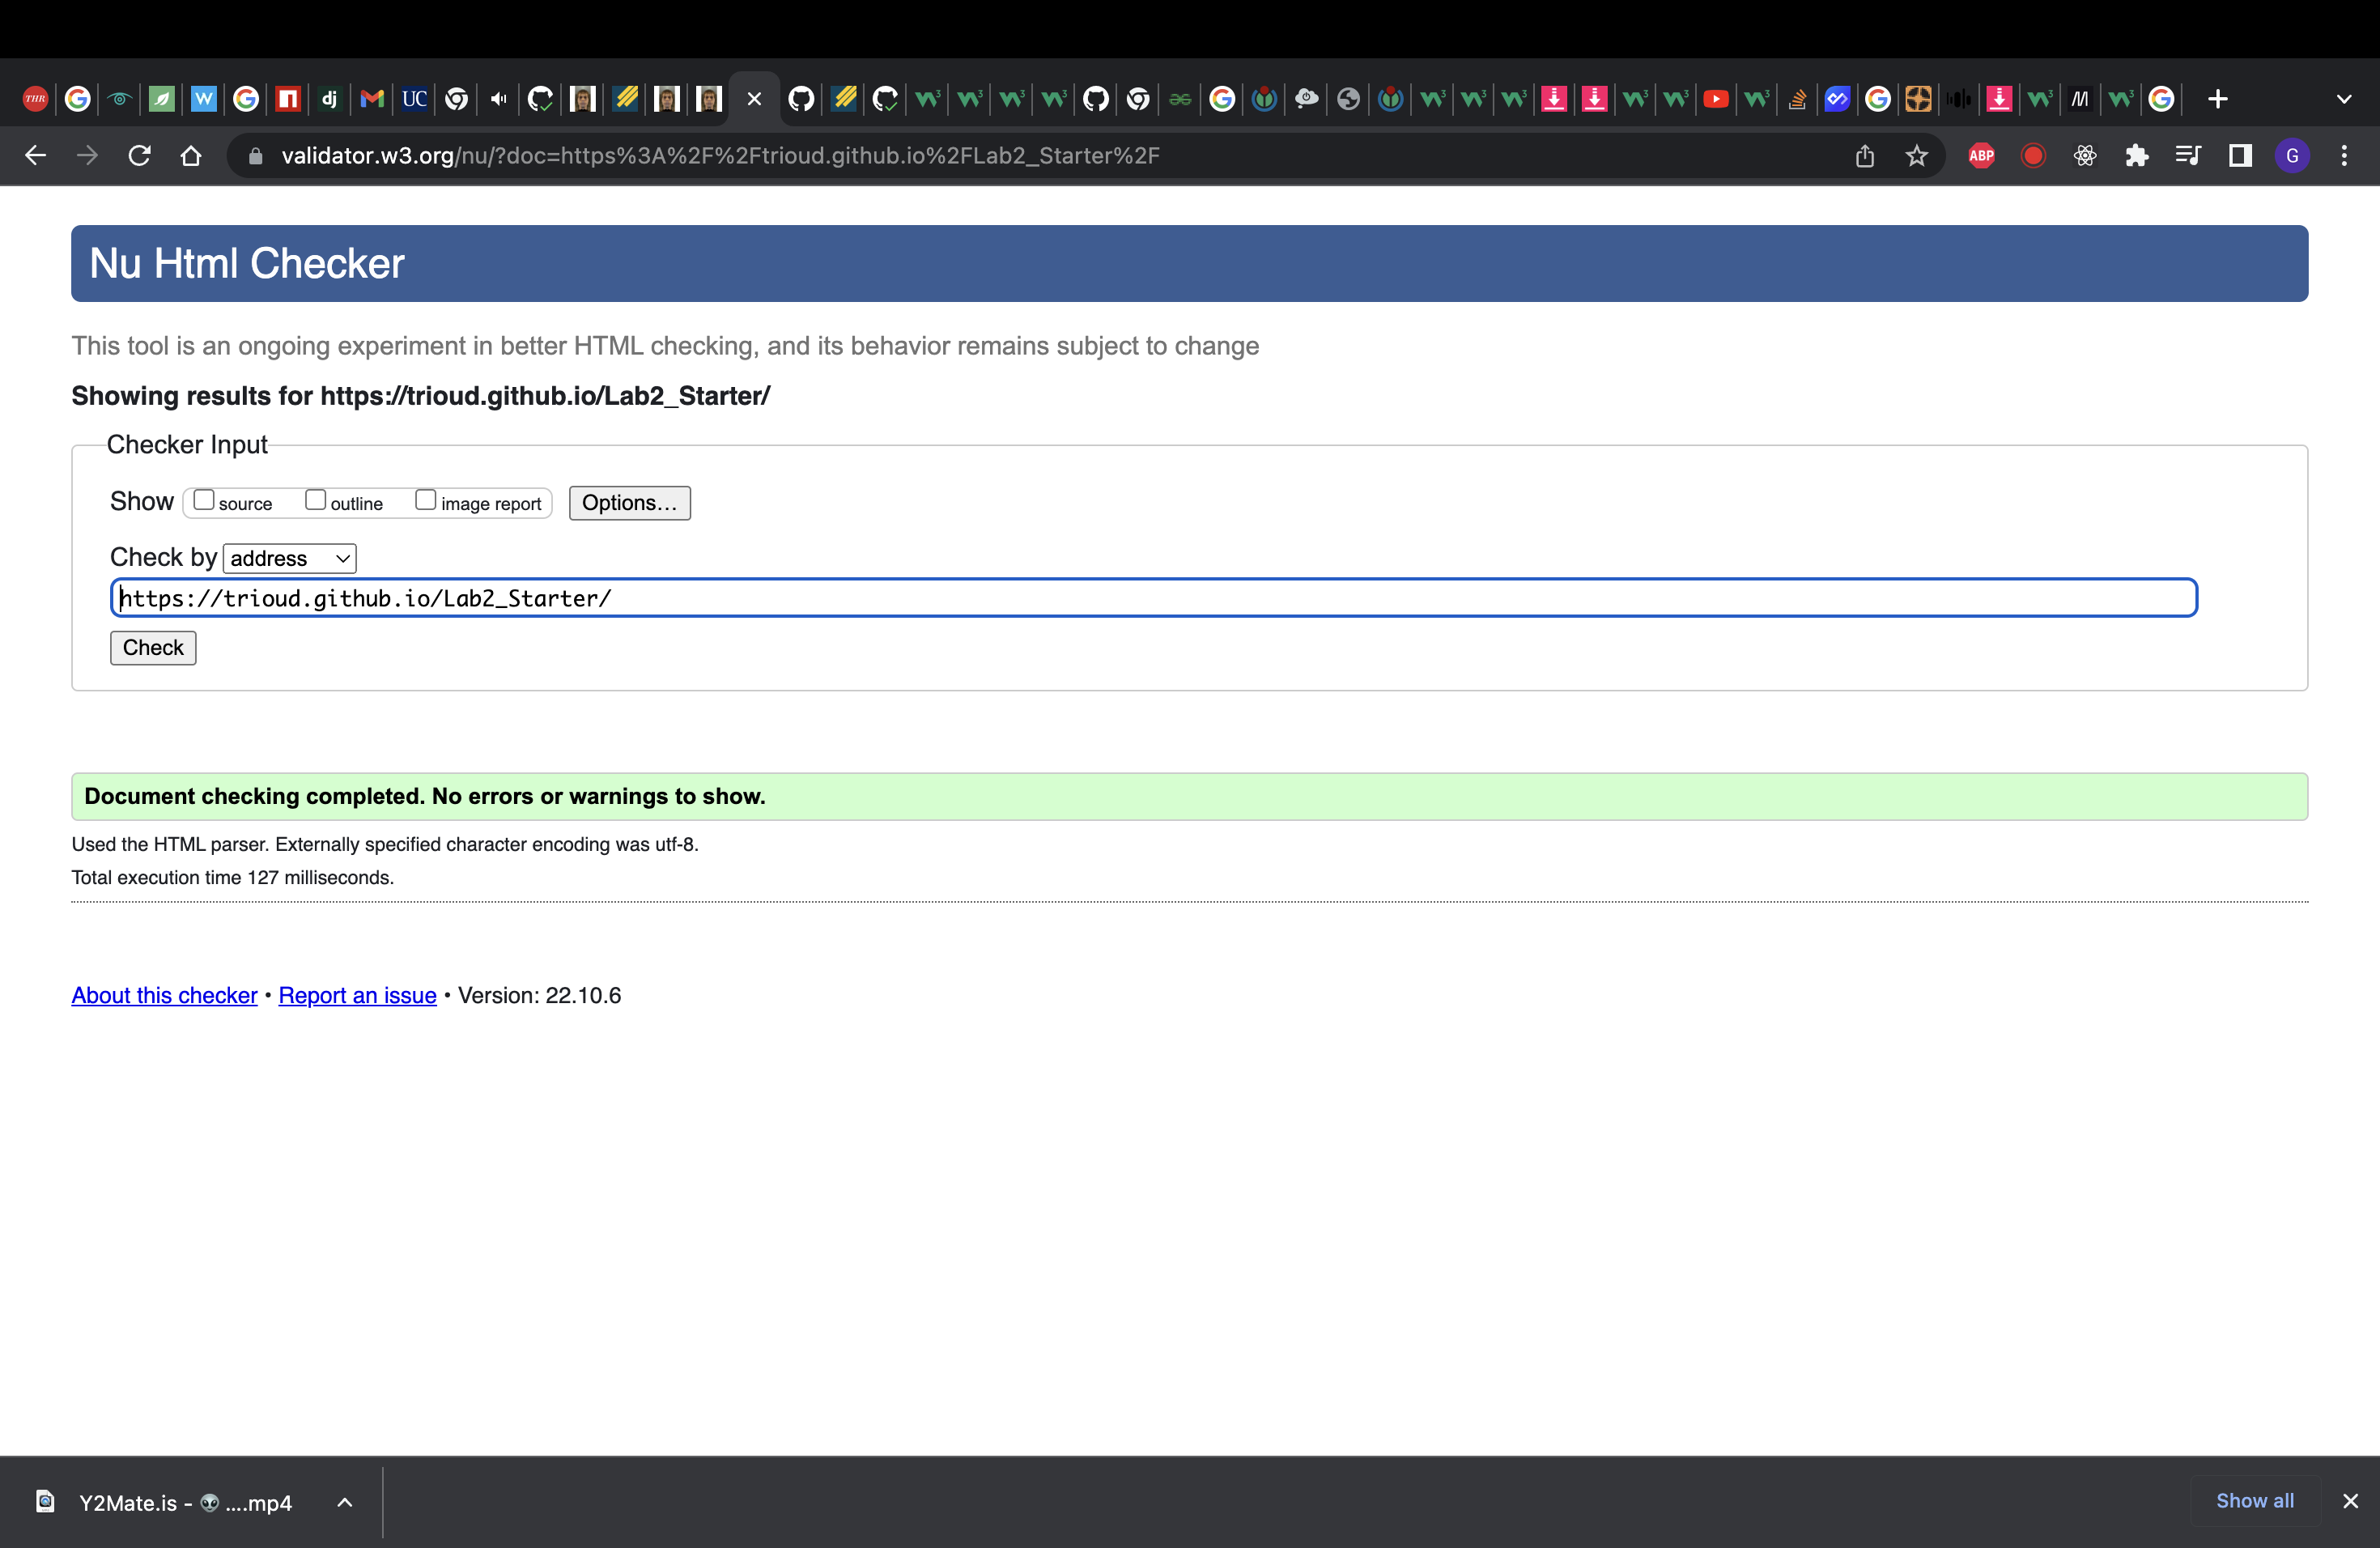 THR W dj UC
validator.w3.org/nu/?doc=https%3A%2F%2Ftrioud.github.io%2FLab2_Starter%2F ABP G
Nu Html Checker
This tool is an ongoing experiment in better HTML checking, and its behavior remains subject to change
Showing results for https://trioud.github.io/Lab2_Starter/
Checker Input
Show source outline image report Options...
Check by address
https://trioud.github.io/Lab2_Starter/
Check
Document checking completed. No errors or warnings to show.
Used the HTML parser. Externally specified character encoding was utf-8.
Total execution time 127 milliseconds.
About this checker • Report an issue • Version: 22.10.6
Y2Mate.is - 👽 ....mp4 Show all